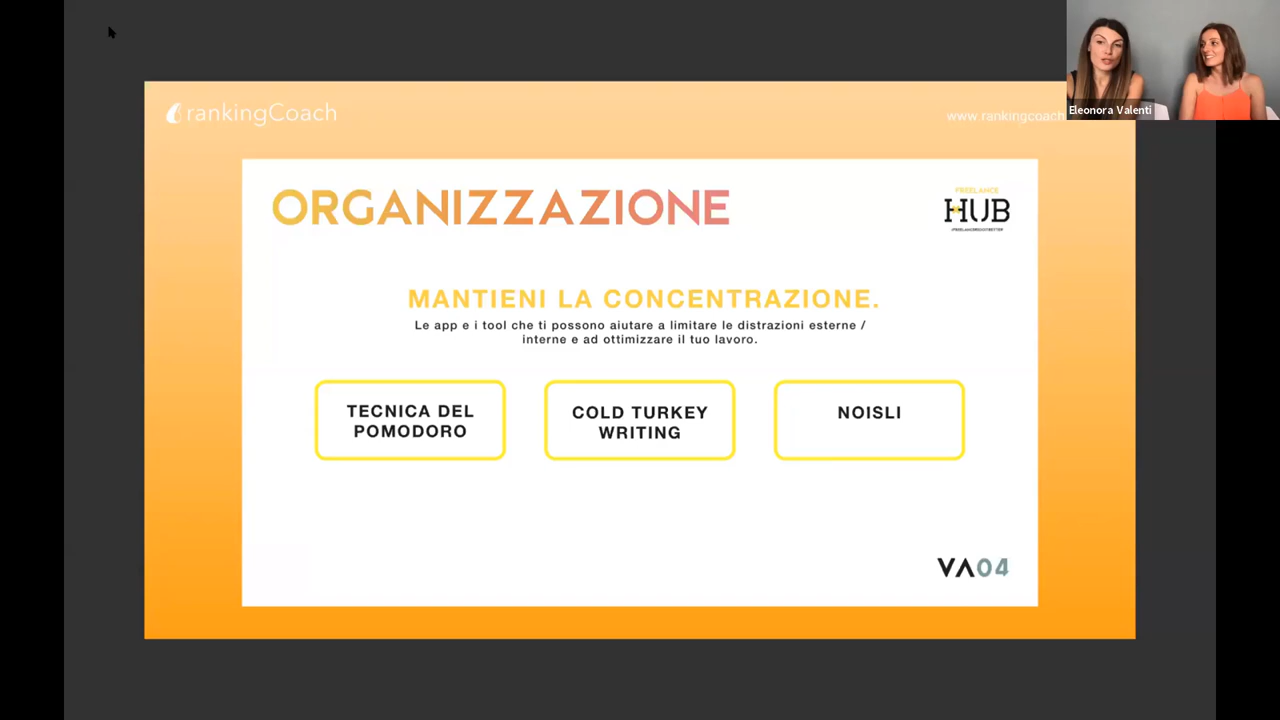 rankingCoach
www.rankingcoach
Eleonora Valenti
ORGANIZZAZIONE
FREELANCE
HUB
MANTIENI LA CONCENTRAZIONE.
Le app e i tool che ti possono aiutare a limitare le distrazioni esterne /
interne e ad ottimizzare il tuo lavoro.
TECNICA DEL
POMODORO
COLD TURKEY
WRITING
NOISLI
VA04